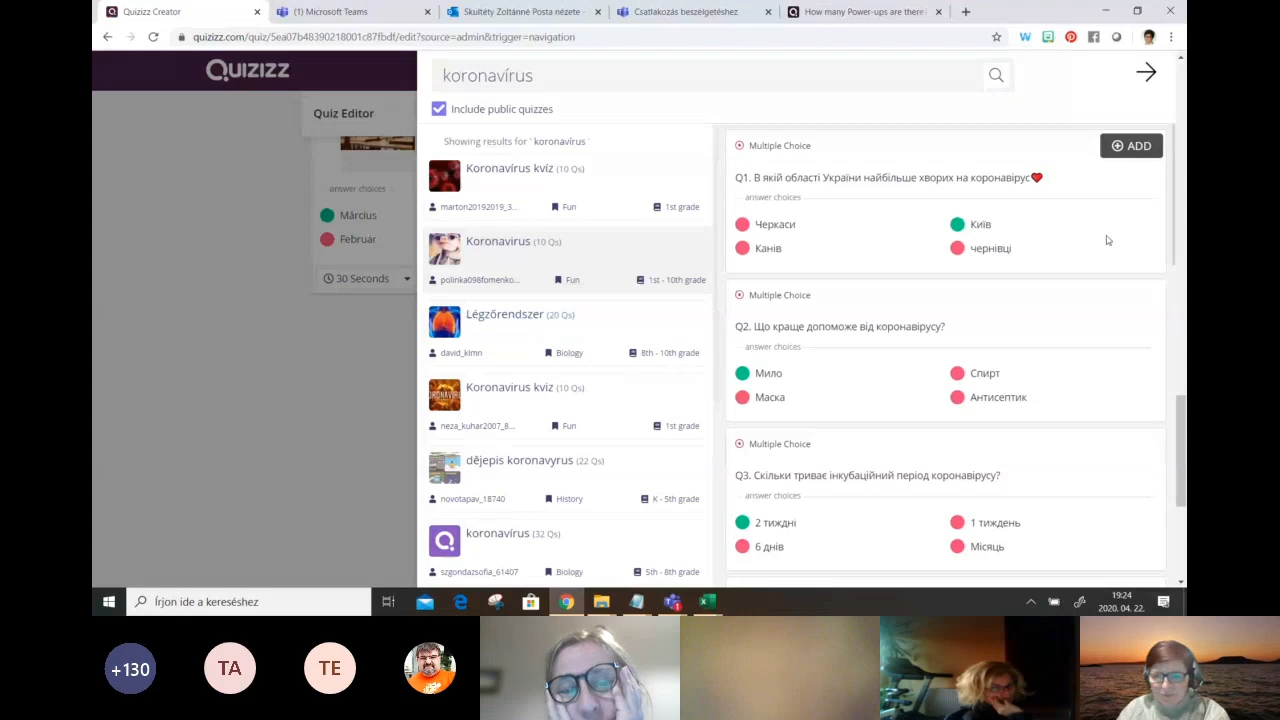 Quizizz Creator
(1) Microsoft Teams
Skultéty Zoltánné Posta nézete -
Csatlakozás beszélgetéshez
How many Power-ups are there i
quizizz.com/quiz/5ea07b48390218001c87fbdf/edit?source=admin&trigger=navigation
QUIZIZZ
Quiz Editor
answer choices
Március
Február
30 Seconds
koronavírus
Include public quizzes
Showing results for `koronavírus`
Koronavírus kvíz (10 Qs)
marton20192019_3...
Fun
1st grade
Koronavirus (10 Qs)
polinka096fomenko...
Fun
1st - 10th grade
Légzőrendszer (20 Qs)
david_klmn
Biology
8th - 10th grade
Koronavirus kviz (10 Qs)
neza_kuhar2007_8...
Fun
1st grade
dějepis koronavyrus (22 Qs)
novotapav_18740
History
K - 5th grade
koronavírus (32 Qs)
szgondazsofia_61407
Biology
5th - 8th grade
Multiple Choice
ADD
Q1. В якій області України найбільше хворих на коронавірус❤
answer choices
Черкаси
Київ
Канів
чернівці
Multiple Choice
Q2. Що краще допоможе від коронавірусу?
answer choices
Мило
Спирт
Маска
Антисептик
Multiple Choice
Q3. Скільки триває інкубаційний період коронавірусу?
answer choices
2 тиждні
1 тиждень
6 днів
Місяць
Írjon ide a kereséshez
19:24
2020. 04. 22.
+130
TA
TE